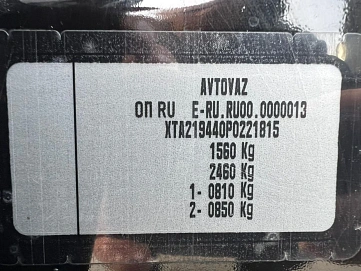 AVTOVAZ
ОП RU E-RU.RU00.0000013
XTA219440P0221815
1560 Kg
2460 Kg
1- 0810 Kg
2- 0850 Kg